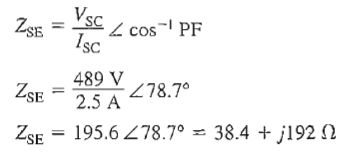 Z_SE = V_SC / I_SC ∠ cos⁻¹ PF
Z_SE = 489 V / 2.5 A ∠78.7°
Z_SE = 195.6 ∠78.7° = 38.4 + j192 Ω